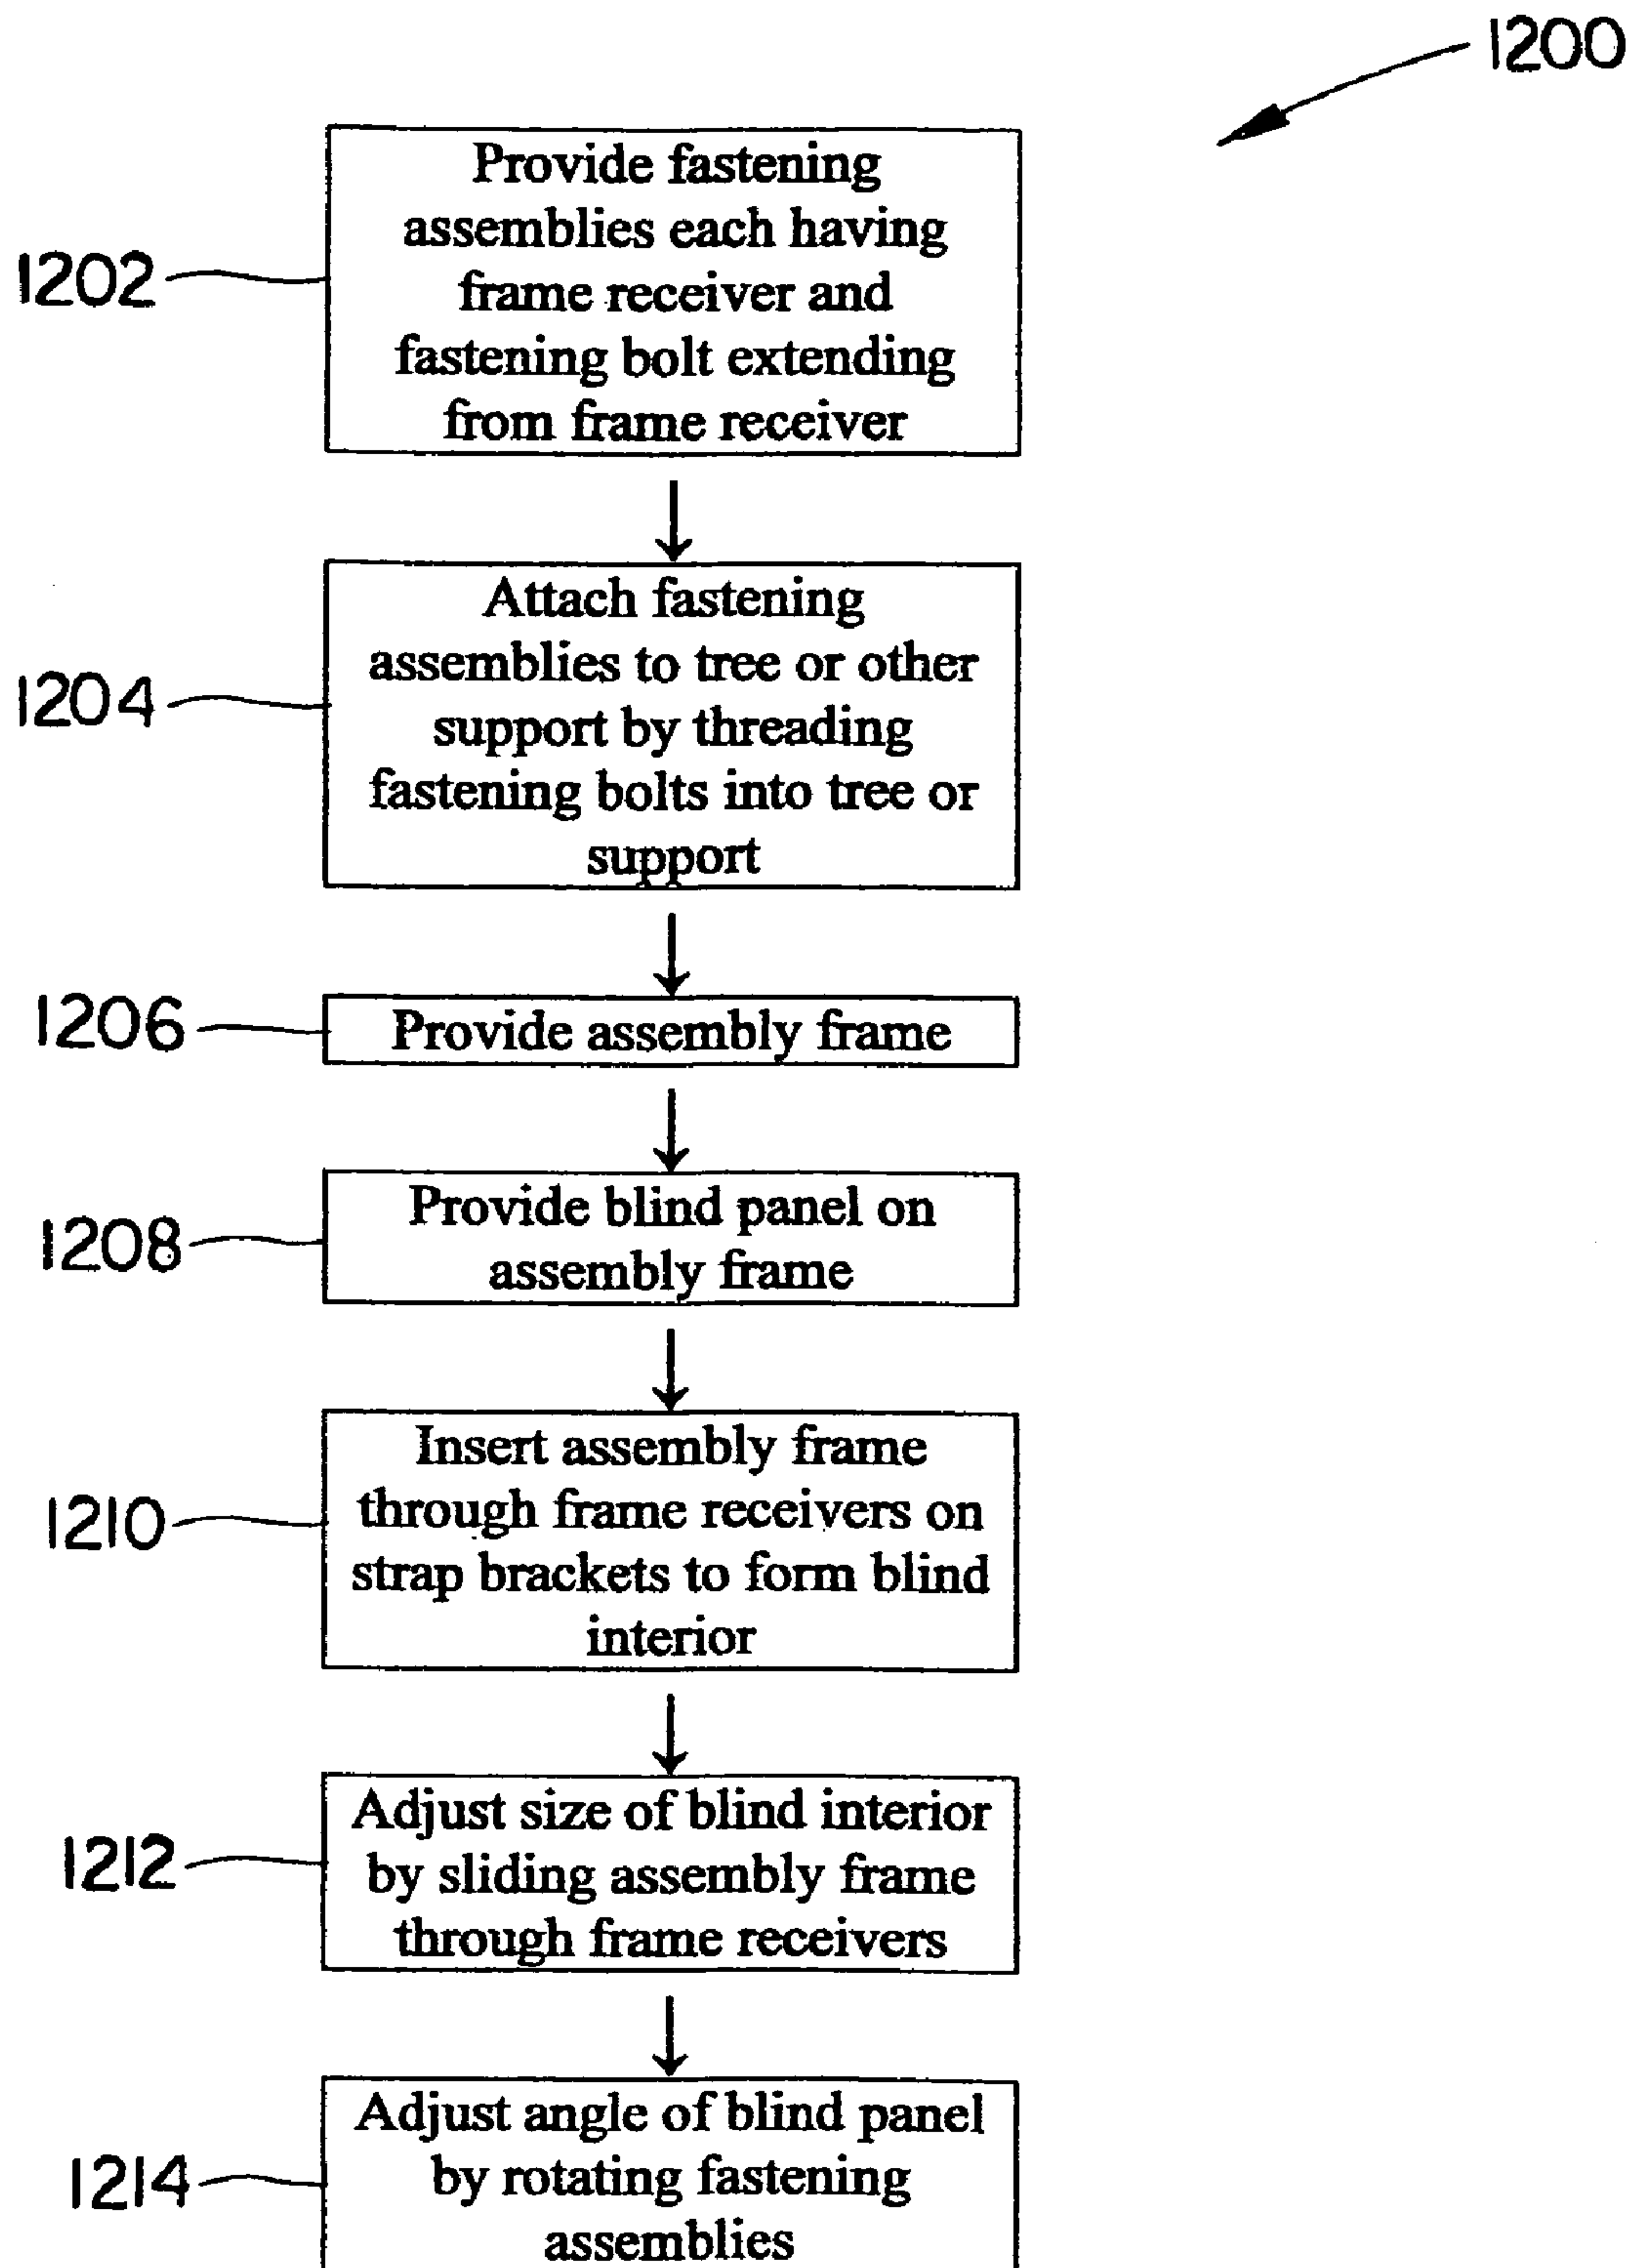 1200
Provide fastening
assemblies each having
frame receiver and
fastening bolt extending
from frame receiver
1202
Attach fastening
assemblies to tree or other
support by threading
fastening bolts into tree or
support
1204
Provide assembly frame
1206
Provide blind panel on
assembly frame
1208
Insert assembly frame
through frame receivers on
strap brackets to form blind
interior
1210
Adjust size of blind interior
by sliding assembly frame
through frame receivers
1212
Adjust angle of blind panel
by rotating fastening
assemblies
1214